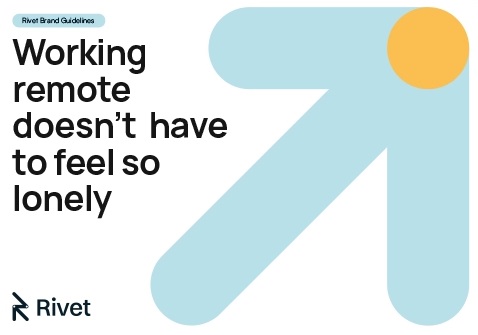 Rivet Brand Guidelines
Working
remote
doesn't have
to feel so
lonely
Rivet